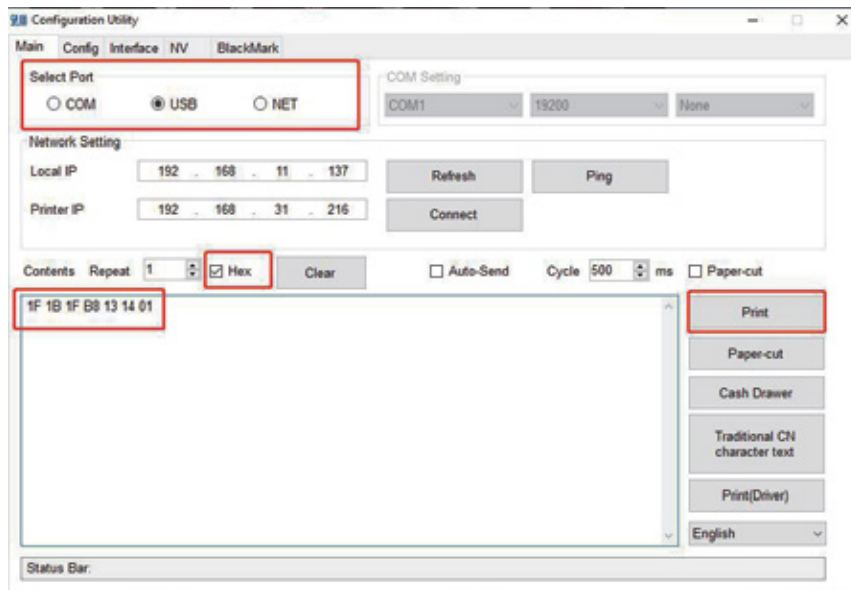 Configuration Utility
Main Config Interface NV BlackMark
Select Port
COM USB NET
COM Setting
COM1 19200 None
Network Setting
Local IP 192 . 168 . 11 . 137 Refresh Ping
Printer IP 192 . 168 . 31 . 216 Connect
Contents Repeat 1 Hex Clear Auto-Send Cycle 500 ms Paper-cut
1F 1B 1F B8 13 14 01
Print
Paper-cut
Cash Drawer
Traditional CN
character text
Print(Driver)
English
Status Bar: